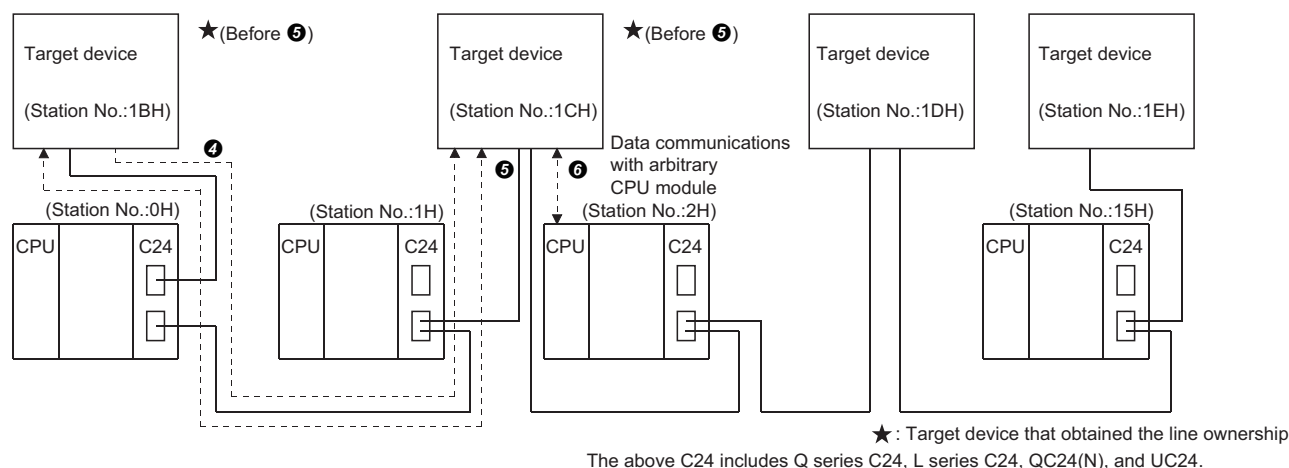 ★(Before ❺)
★(Before ❺)
Target device
Target device
Target device
Target device
(Station No.:1BH)
(Station No.:1CH)
(Station No.:1DH)
(Station No.:1EH)
❹
❺
❻
Data communications
with arbitrary
CPU module
(Station No.:0H)
(Station No.:1H)
(Station No.:2H)
(Station No.:15H)
CPU
C24
CPU
C24
CPU
C24
CPU
C24
★: Target device that obtained the line ownership
The above C24 includes Q series C24, L series C24, QC24(N), and UC24.